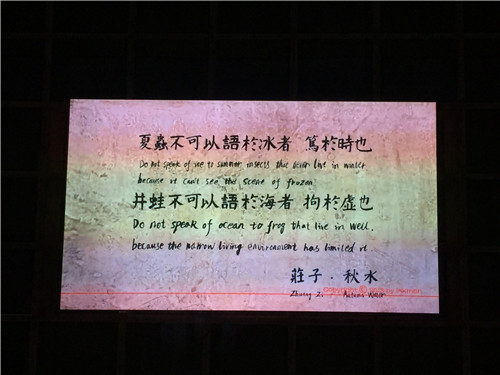 夏蟲不可以語於冰者 篤於時也
Do not speak of ice to summer insects that never live in winter
because it can't see the scene of frozen.
井蛙不可以語於海者 拘於虛也
Do not speak of ocean to frog that live in well.
because the narrow living environment has limited it.
莊子·秋水
Zhuang Zi Autumn Water